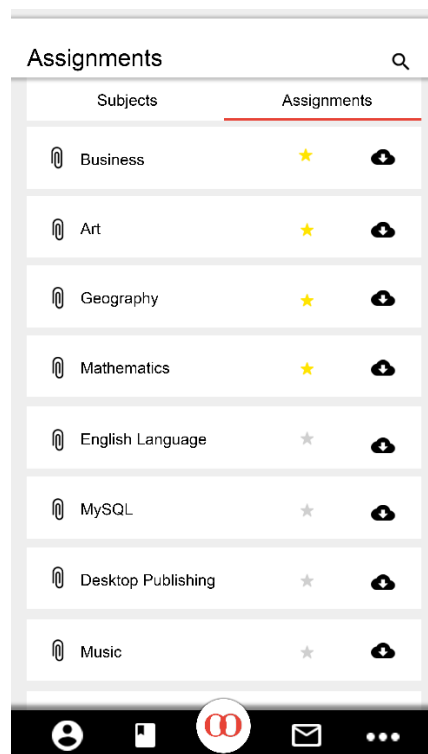 Assignments
Subjects Assignments
Business
Art
Geography
Mathematics
English Language
MySQL
Desktop Publishing
Music